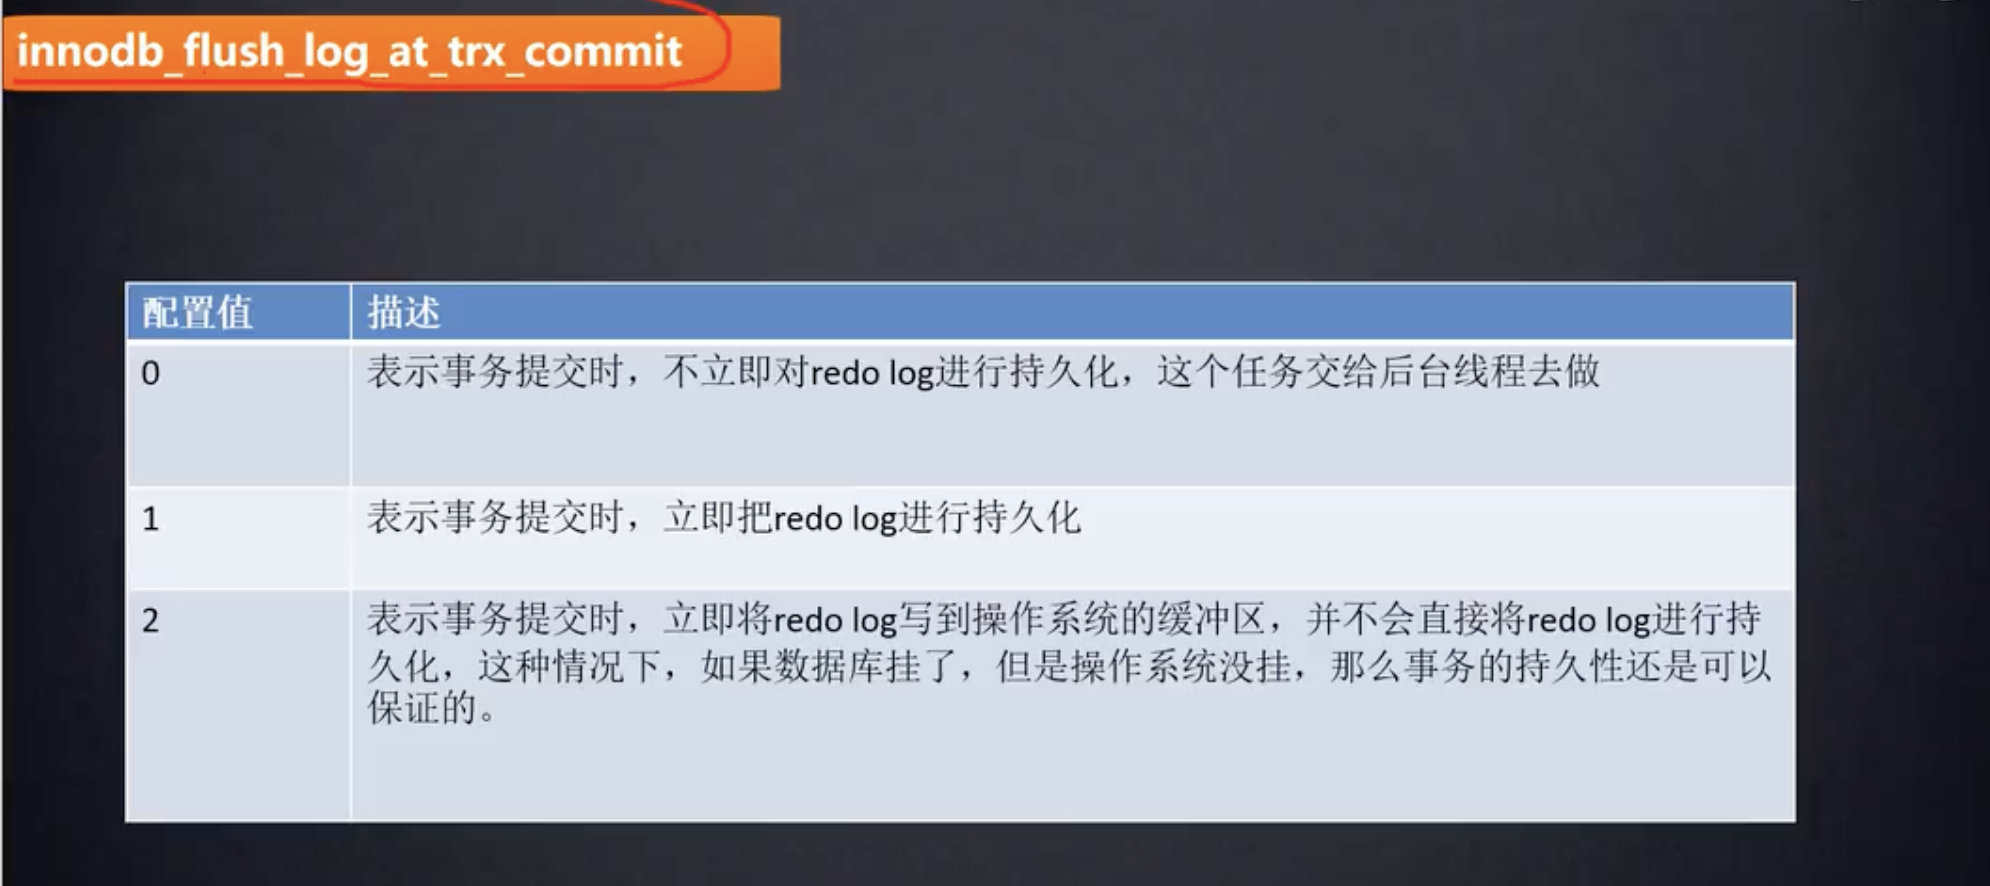 innodb_flush_log_at_trx_commit
配置值 描述
0 表示事务提交时，不立即对redo log进行持久化，这个任务交给后台线程去做
1 表示事务提交时，立即把redo log进行持久化
2 表示事务提交时，立即将redo log写到操作系统的缓冲区，并不会直接将redo log进行持
久化，这种情况下，如果数据库挂了，但是操作系统没挂，那么事务的持久性还是可以
保证的。